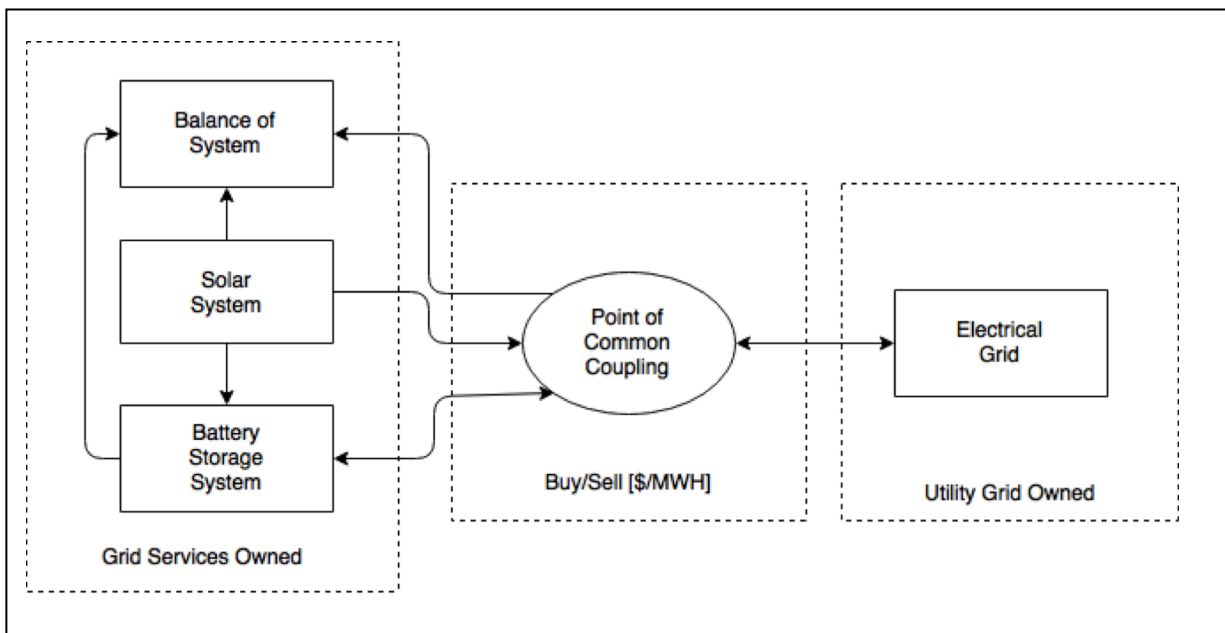 Balance of
System
Solar
System
Battery
Storage
System
Grid Services Owned
Point of
Common
Coupling
Buy/Sell [$/MWH]
Electrical
Grid
Utility Grid Owned